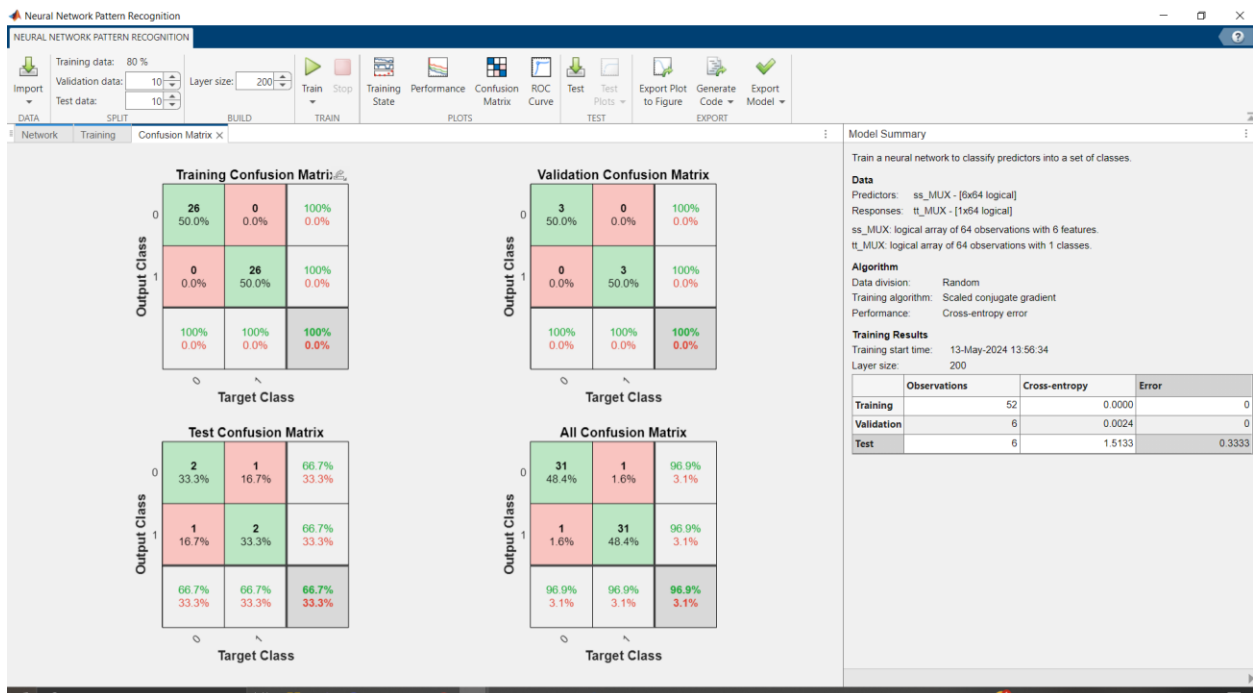 Neural Network Pattern Recognition
NEURAL NETWORK PATTERN RECOGNITION
?
Import
Training data: 80 %
Validation data: 10
Test data: 10
Layer size: 200
Train
Stop
Training State
Performance
Confusion Matrix
ROC Curve
Test
Test Plots
Export Plot to Figure
Generate Code
Export Model
DATA
SPLIT
BUILD
TRAIN
PLOTS
TEST
EXPORT
Network
Training
Confusion Matrix
Training Confusion Matri
Output Class
0
26
50.0%
0
0.0%
100%
0.0%
1
0
0.0%
26
50.0%
100%
0.0%
100%
0.0%
100%
0.0%
100%
0.0%
0
1
Target Class
Validation Confusion Matrix
Output Class
0
3
50.0%
0
0.0%
100%
0.0%
1
0
0.0%
3
50.0%
100%
0.0%
100%
0.0%
100%
0.0%
100%
0.0%
0
1
Target Class
Test Confusion Matrix
Output Class
0
2
33.3%
1
16.7%
66.7%
33.3%
1
1
16.7%
2
33.3%
66.7%
33.3%
66.7%
33.3%
66.7%
33.3%
66.7%
33.3%
0
1
Target Class
All Confusion Matrix
Output Class
0
31
48.4%
1
1.6%
96.9%
3.1%
1
1
1.6%
31
48.4%
96.9%
3.1%
96.9%
3.1%
96.9%
3.1%
96.9%
3.1%
0
1
Target Class
Model Summary
Train a neural network to classify predictors into a set of classes.
Data
Predictors: ss_MUX - [6x64 logical]
Responses: tt_MUX - [1x64 logical]
ss_MUX: logical array of 64 observations with 6 features.
tt_MUX: logical array of 64 observations with 1 classes.
Algorithm
Data division: Random
Training algorithm: Scaled conjugate gradient
Performance: Cross-entropy error
Training Results
Training start time: 13-May-2024 13:56:34
Layer size: 200
Observations Cross-entropy Error
Training 52 0.0000 0
Validation 6 0.0024 0
Test 6 1.5133 0.3333